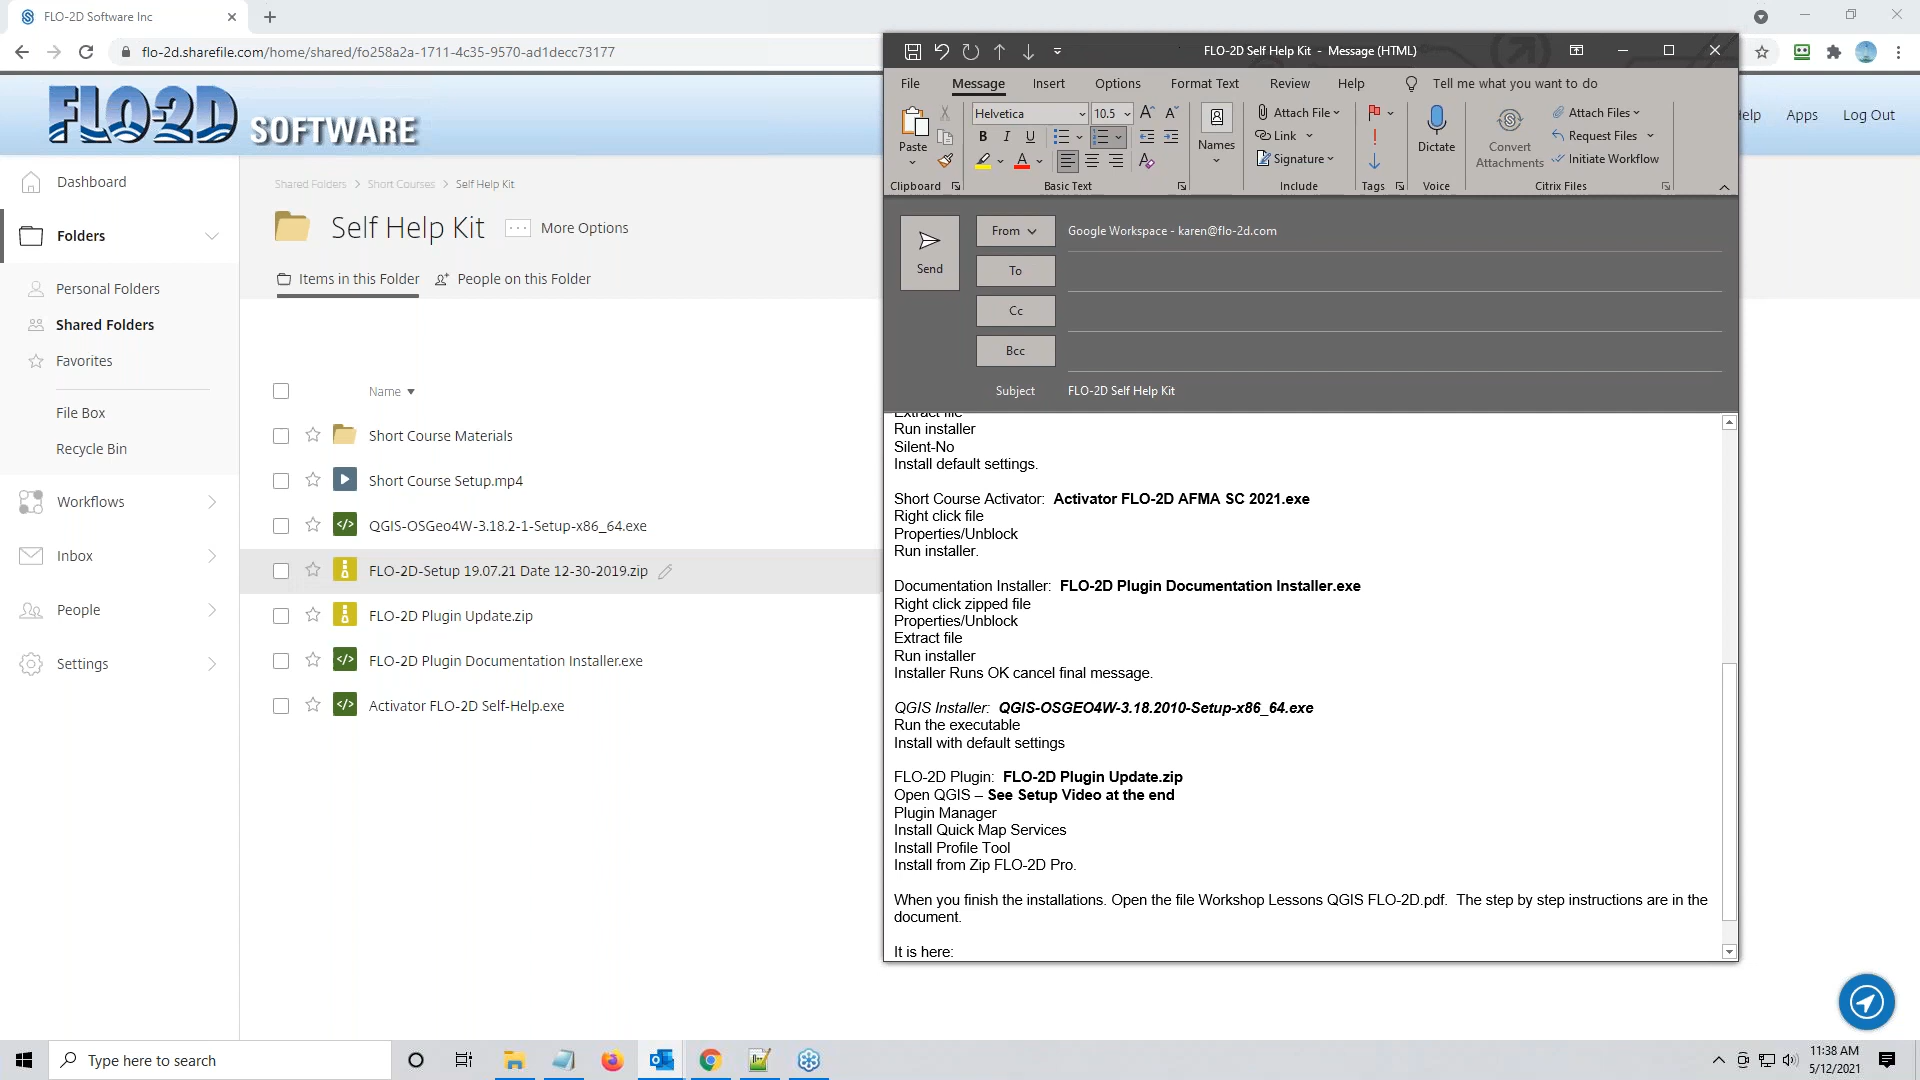 FLO-2D Software Inc
flo-2d.sharefile.com/home/shared/fo258a2a-1711-4c35-9570-ad1decc73177
FLO-2D SOFTWARE
Apps
Log Out
Dashboard
Folders
Personal Folders
Shared Folders
Favorites
File Box
Recycle Bin
Workflows
Inbox
People
Settings
Shared Folders > Short Courses > Self Help Kit
Self Help Kit
More Options
Items in this Folder
People on this Folder
Name
Short Course Materials
Short Course Setup.mp4
QGIS-OSGeo4W-3.18.2-1-Setup-x86_64.exe
FLO-2D-Setup 19.07.21 Date 12-30-2019.zip
FLO-2D Plugin Update.zip
FLO-2D Plugin Documentation Installer.exe
Activator FLO-2D Self-Help.exe
FLO-2D Self Help Kit - Message (HTML)
File Message Insert Options Format Text Review Help Tell me what you want to do
Paste
Clipboard
Helvetica 10.5
B I U
Basic Text
Names
Attach File
Link
Signature
Include
Tags
Dictate
Voice
Convert Attachments
Attach Files
Request Files
Initiate Workflow
Citrix Files
Send
From
Google Workspace - karen@flo-2d.com
To
Cc
Bcc
Subject
FLO-2D Self Help Kit
Extract file
Run installer
Silent-No
Install default settings.
Short Course Activator: Activator FLO-2D AFMA SC 2021.exe
Right click file
Properties/Unblock
Run installer.
Documentation Installer: FLO-2D Plugin Documentation Installer.exe
Right click zipped file
Properties/Unblock
Extract file
Run installer
Installer Runs OK cancel final message.
QGIS Installer: QGIS-OSGEO4W-3.18.2010-Setup-x86_64.exe
Run the executable
Install with default settings
FLO-2D Plugin: FLO-2D Plugin Update.zip
Open QGIS – See Setup Video at the end
Plugin Manager
Install Quick Map Services
Install Profile Tool
Install from Zip FLO-2D Pro.
When you finish the installations. Open the file Workshop Lessons QGIS FLO-2D.pdf. The step by step instructions are in the
document.
It is here:
Type here to search
11:38 AM
5/12/2021